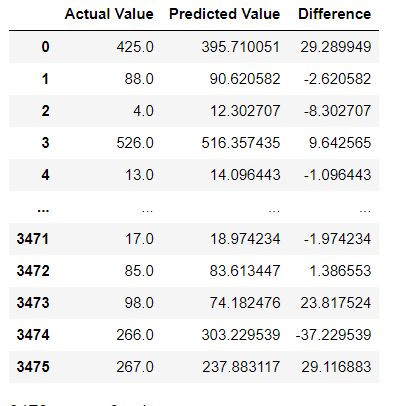 Actual Value Predicted Value Difference
0 425.0 395.710051 29.289949
1 88.0 90.620582 -2.620582
2 4.0 12.302707 -8.302707
3 526.0 516.357435 9.642565
4 13.0 14.096443 -1.096443
... ... ... ...
3471 17.0 18.974234 -1.974234
3472 85.0 83.613447 1.386553
3473 98.0 74.182476 23.817524
3474 266.0 303.229539 -37.229539
3475 267.0 237.883117 29.116883